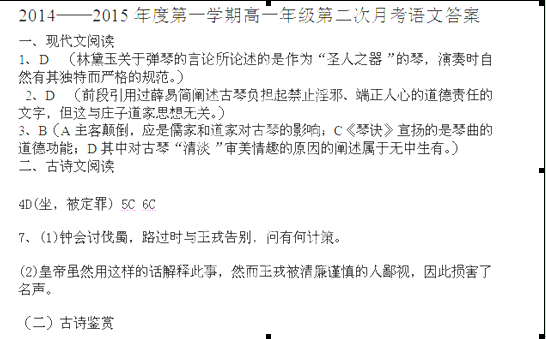 2014——2015 年度第一学期高一年级第二次月考语文答案
一、现代文阅读
1、D （林黛玉关于弹琴的言论所论述的是作为“圣人之器”的琴，演奏时自
然有其独特而严格的规范。）
2、D （前段引用过薛易简阐述古琴负担起禁止淫邪、端正人心的道德责任的
文字，但这与庄子道家思想无关。）
3、B（A 主客颠倒，应是儒家和道家对古琴的影响；C《琴诀》宣扬的是琴曲的
道德功能；D 其中对古琴“清淡”审美情趣的原因的阐述属于无中生有。）
二、古诗文阅读
4D(坐，被定罪) 5C 6C
7、(1)钟会讨伐蜀，路过时与王戎告别，问有何计策。
(2)皇帝虽然用这样的话解释此事，然而王戎被清廉谨慎的人鄙视，因此损害了
名声。
（二）古诗鉴赏